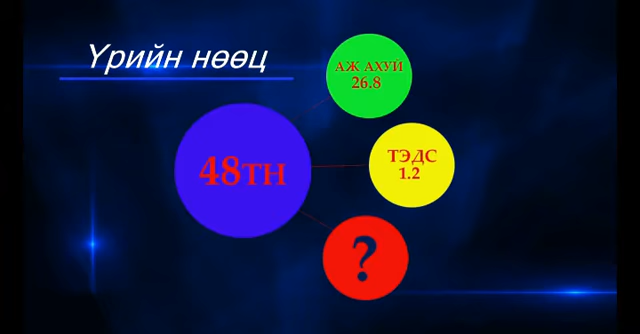 Үрийн нөөц
АЖ АХУЙ
26.8
48ТН
ТЭДС
1.2
?